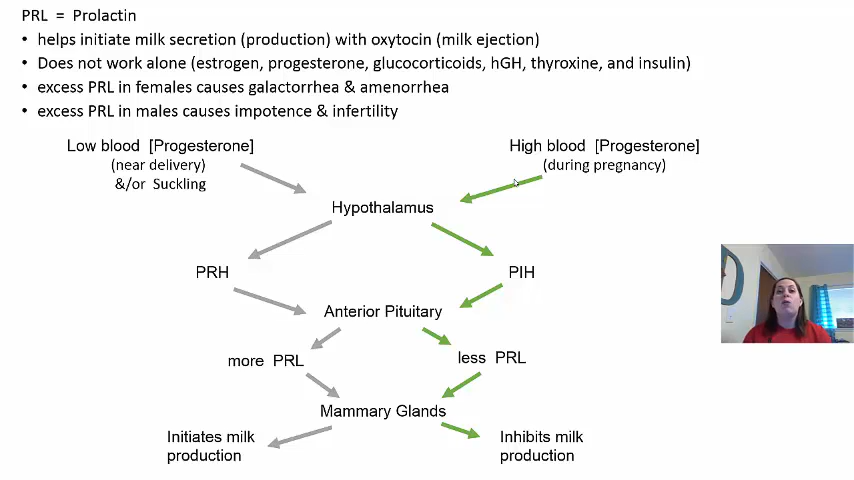 PRL = Prolactin
• helps initiate milk secretion (production) with oxytocin (milk ejection)
• Does not work alone (estrogen, progesterone, glucocorticoids, hGH, thyroxine, and insulin)
• excess PRL in females causes galactorrhea & amenorrhea
• excess PRL in males causes impotence & infertility
Low blood [Progesterone]
(near delivery)
&/or Suckling
High blood [Progesterone]
(during pregnancy)
Hypothalamus
PRH
PIH
Anterior Pituitary
more PRL
less PRL
Mammary Glands
Initiates milk
production
Inhibits milk
production